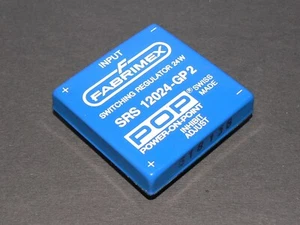 INPUT
FABRIMEX
SWITCHING REGULATOR 24W
SRS 12024-GP2
POP®
SWISS
MADE
POWER-ON-POINT
INHIBIT
ADJUST